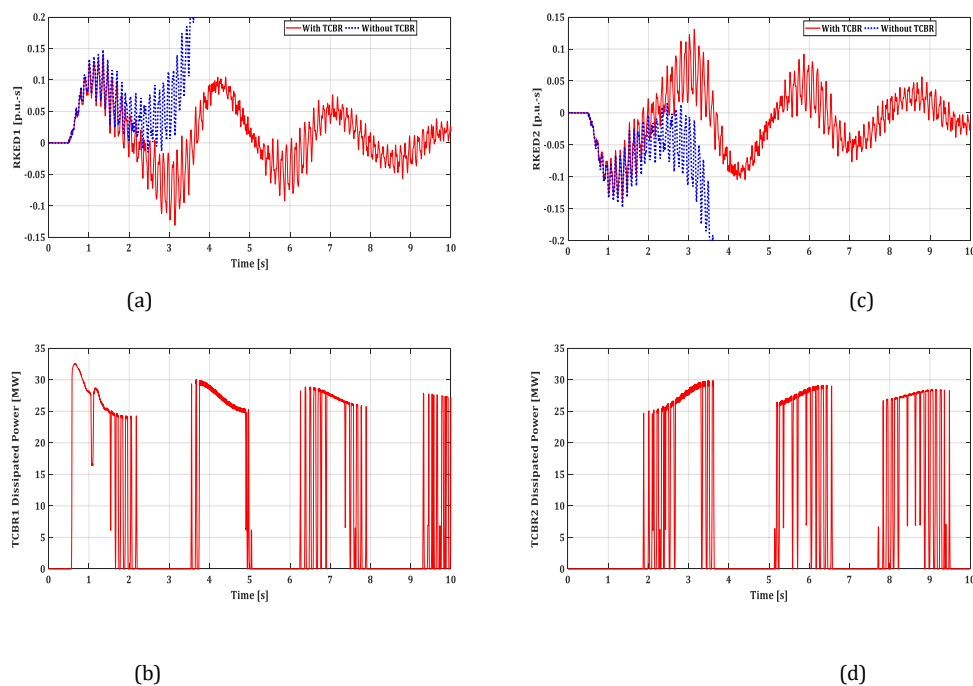 With TCBR Without TCBR
RKED1 [p.u.-s]
0.2
0.15
0.1
0.05
0
-0.05
-0.1
-0.15
0 1 2 3 4 5 6 7 8 9 10
Time [s]
(a)
With TCBR Without TCBR
RKED2 [p.u.-s]
0.15
0.1
0.05
0
-0.05
-0.1
-0.15
-0.2
0 1 2 3 4 5 6 7 8 9 10
Time [s]
(c)
TCBR1 Dissipated Power [MW]
35
30
25
20
15
10
5
0
0 1 2 3 4 5 6 7 8 9 10
Time [s]
(b)
TCBR2 Dissipated Power [MW]
35
30
25
20
15
10
5
0
0 1 2 3 4 5 6 7 8 9 10
Time [s]
(d)